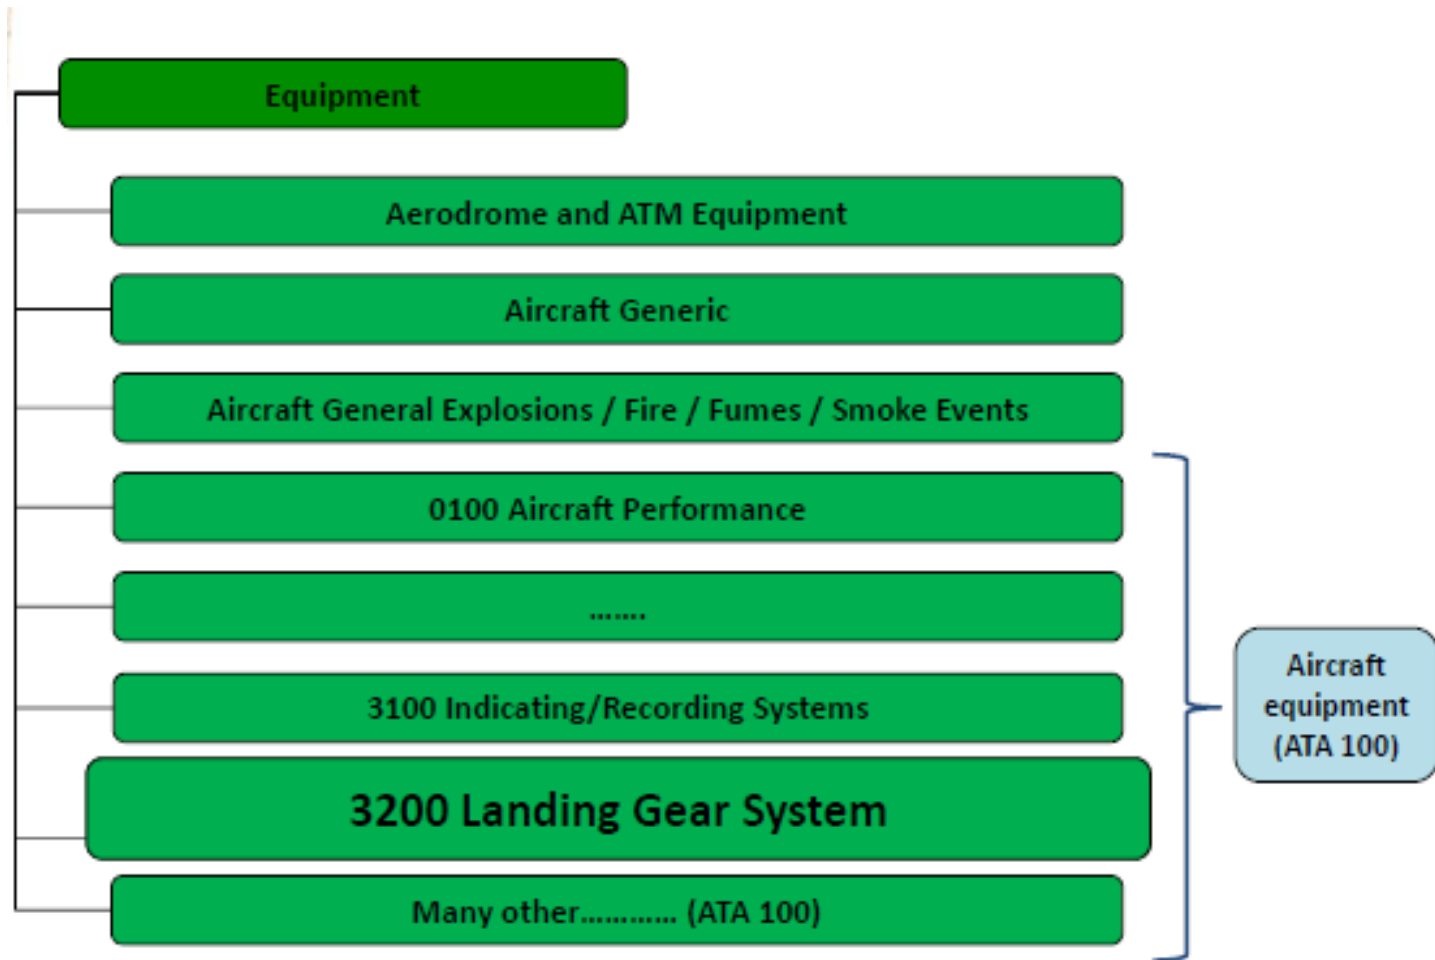 Equipment
Aerodrome and ATM Equipment
Aircraft Generic
Aircraft General Explosions / Fire / Fumes / Smoke Events
0100 Aircraft Performance
…….
3100 Indicating/Recording Systems
3200 Landing Gear System
Many other………… (ATA 100)
Aircraft
equipment
(ATA 100)